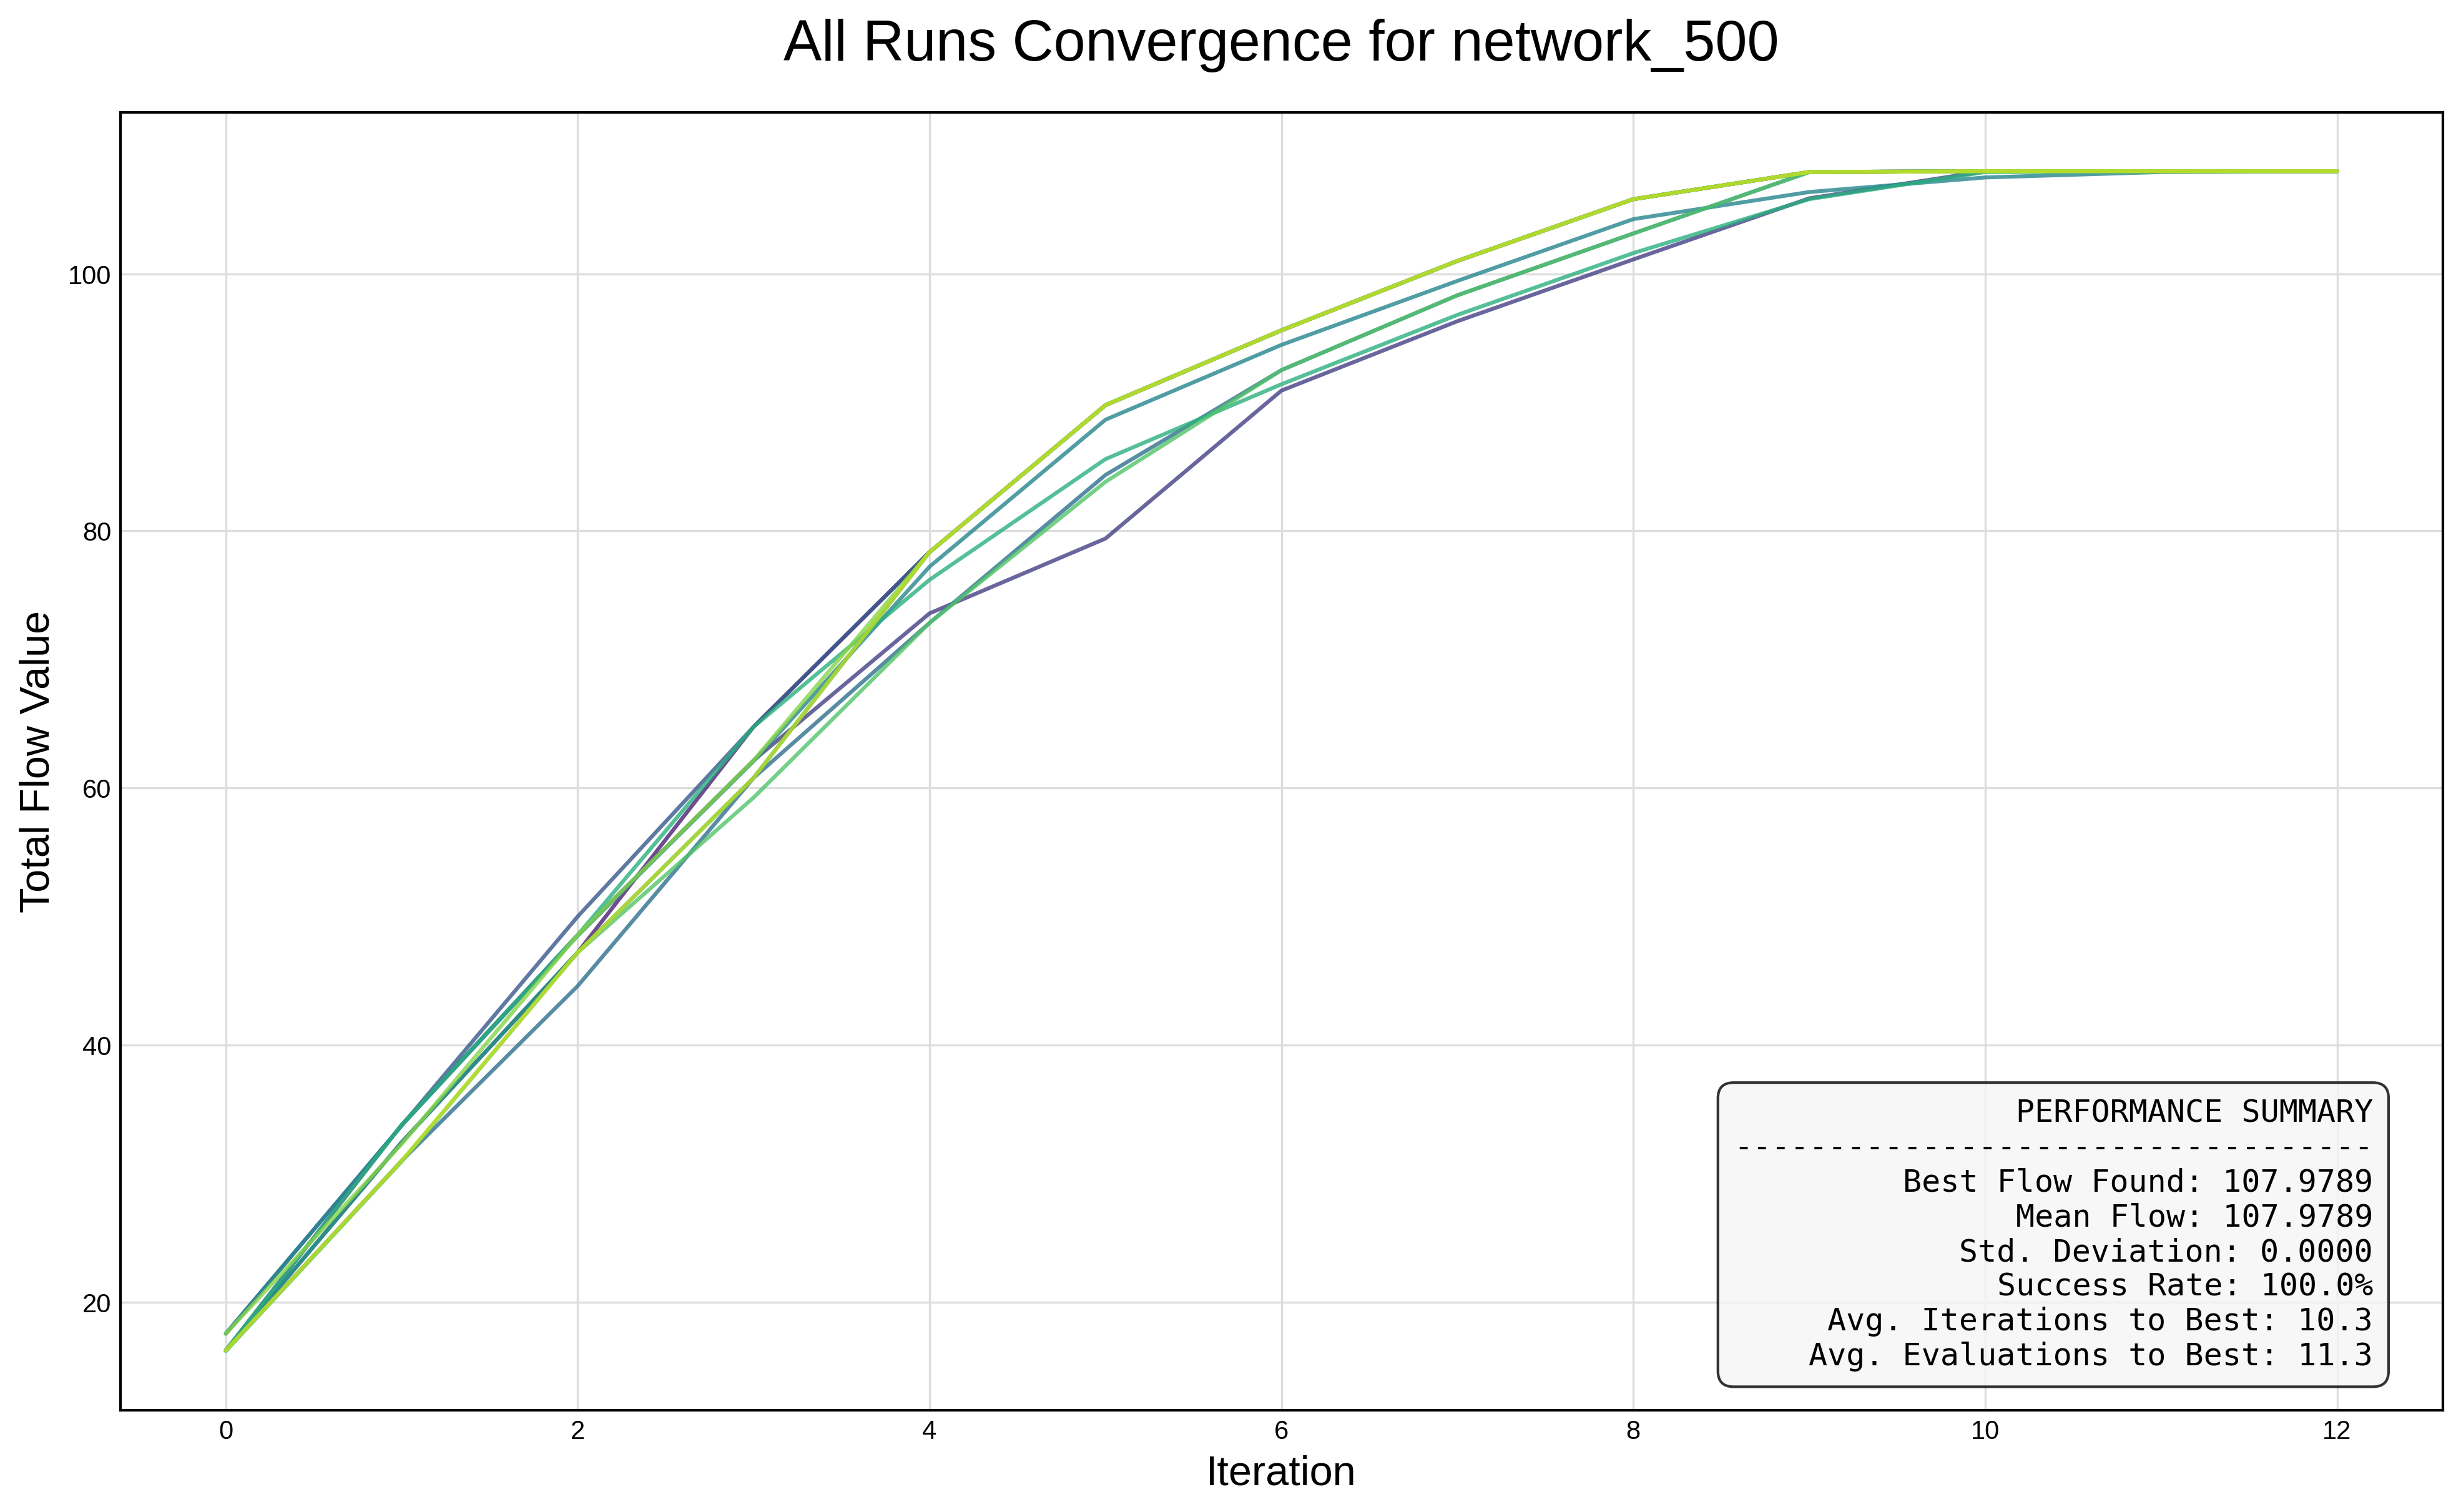 All Runs Convergence for network_500
Total Flow Value
100
80
60
40
20
PERFORMANCE SUMMARY
----------------------------------
Best Flow Found: 107.9789
Mean Flow: 107.9789
Std. Deviation: 0.0000
Success Rate: 100.0%
Avg. Iterations to Best: 10.3
Avg. Evaluations to Best: 11.3
0 2 4 6 8 10 12
Iteration